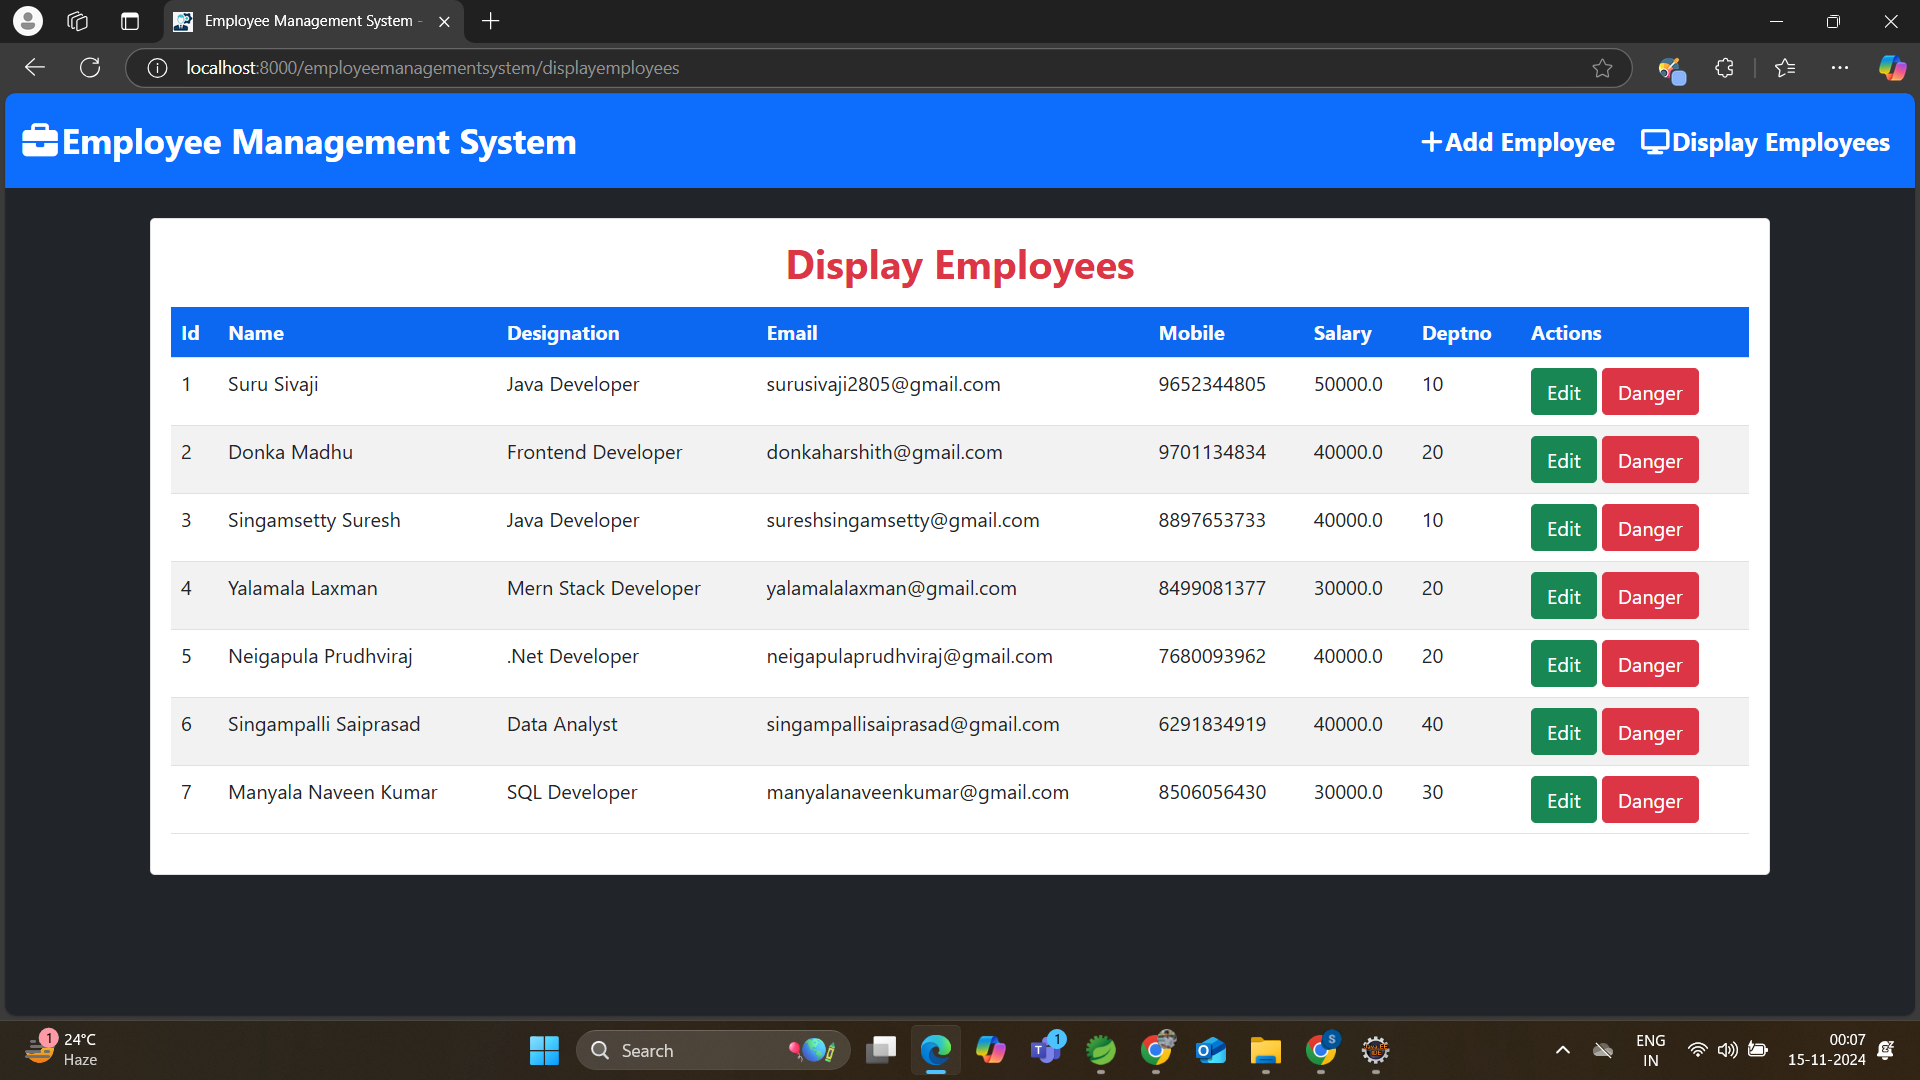 Employee Management System -
localhost:8000/employeemanagementsystem/displayemployees
Employee Management System
Add Employee
Display Employees
Display Employees
Id Name Designation Email Mobile Salary Deptno Actions
1 Suru Sivaji Java Developer surusivaji2805@gmail.com 9652344805 50000.0 10 Edit Danger
2 Donka Madhu Frontend Developer donkaharshith@gmail.com 9701134834 40000.0 20 Edit Danger
3 Singamsetty Suresh Java Developer sureshsingamsetty@gmail.com 8897653733 40000.0 10 Edit Danger
4 Yalamala Laxman Mern Stack Developer yalamalalaxman@gmail.com 8499081377 30000.0 20 Edit Danger
5 Neigapula Prudhviraj .Net Developer neigapulaprudhviraj@gmail.com 7680093962 40000.0 20 Edit Danger
6 Singampalli Saiprasad Data Analyst singampallisaiprasad@gmail.com 6291834919 40000.0 40 Edit Danger
7 Manyala Naveen Kumar SQL Developer manyalanaveenkumar@gmail.com 8506056430 30000.0 30 Edit Danger
1
24°C
Haze
Search
1
S
ENG
IN
00:07
15-11-2024